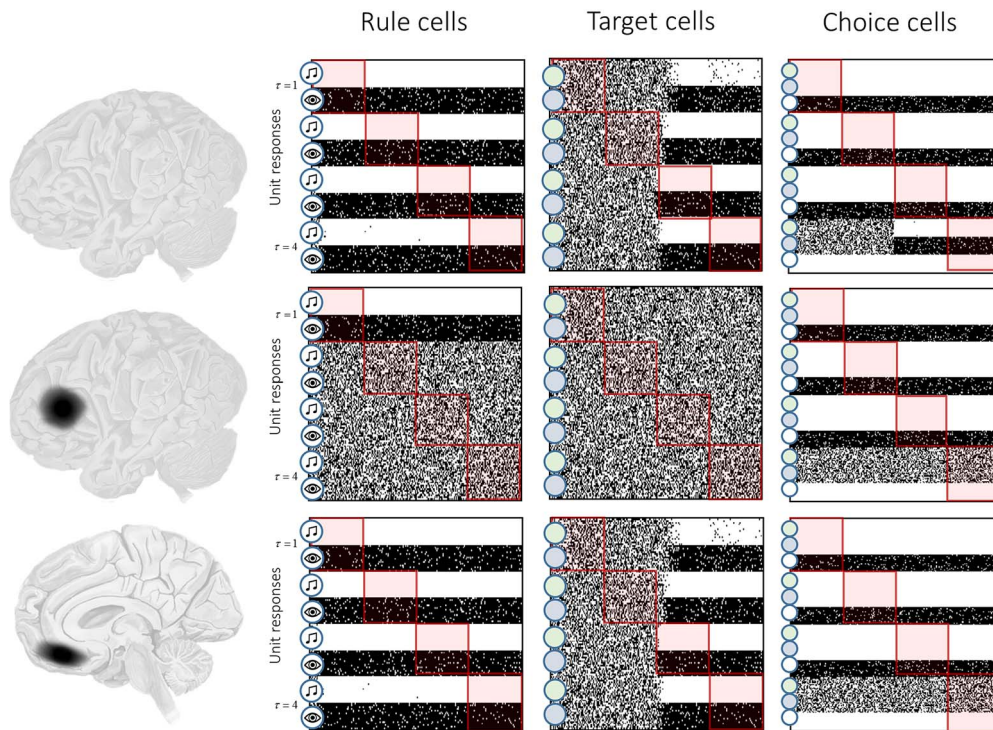 Rule cells
Target cells
Choice cells
τ = 1
Unit responses
τ = 4
τ = 1
Unit responses
τ = 4
τ = 1
Unit responses
τ = 4